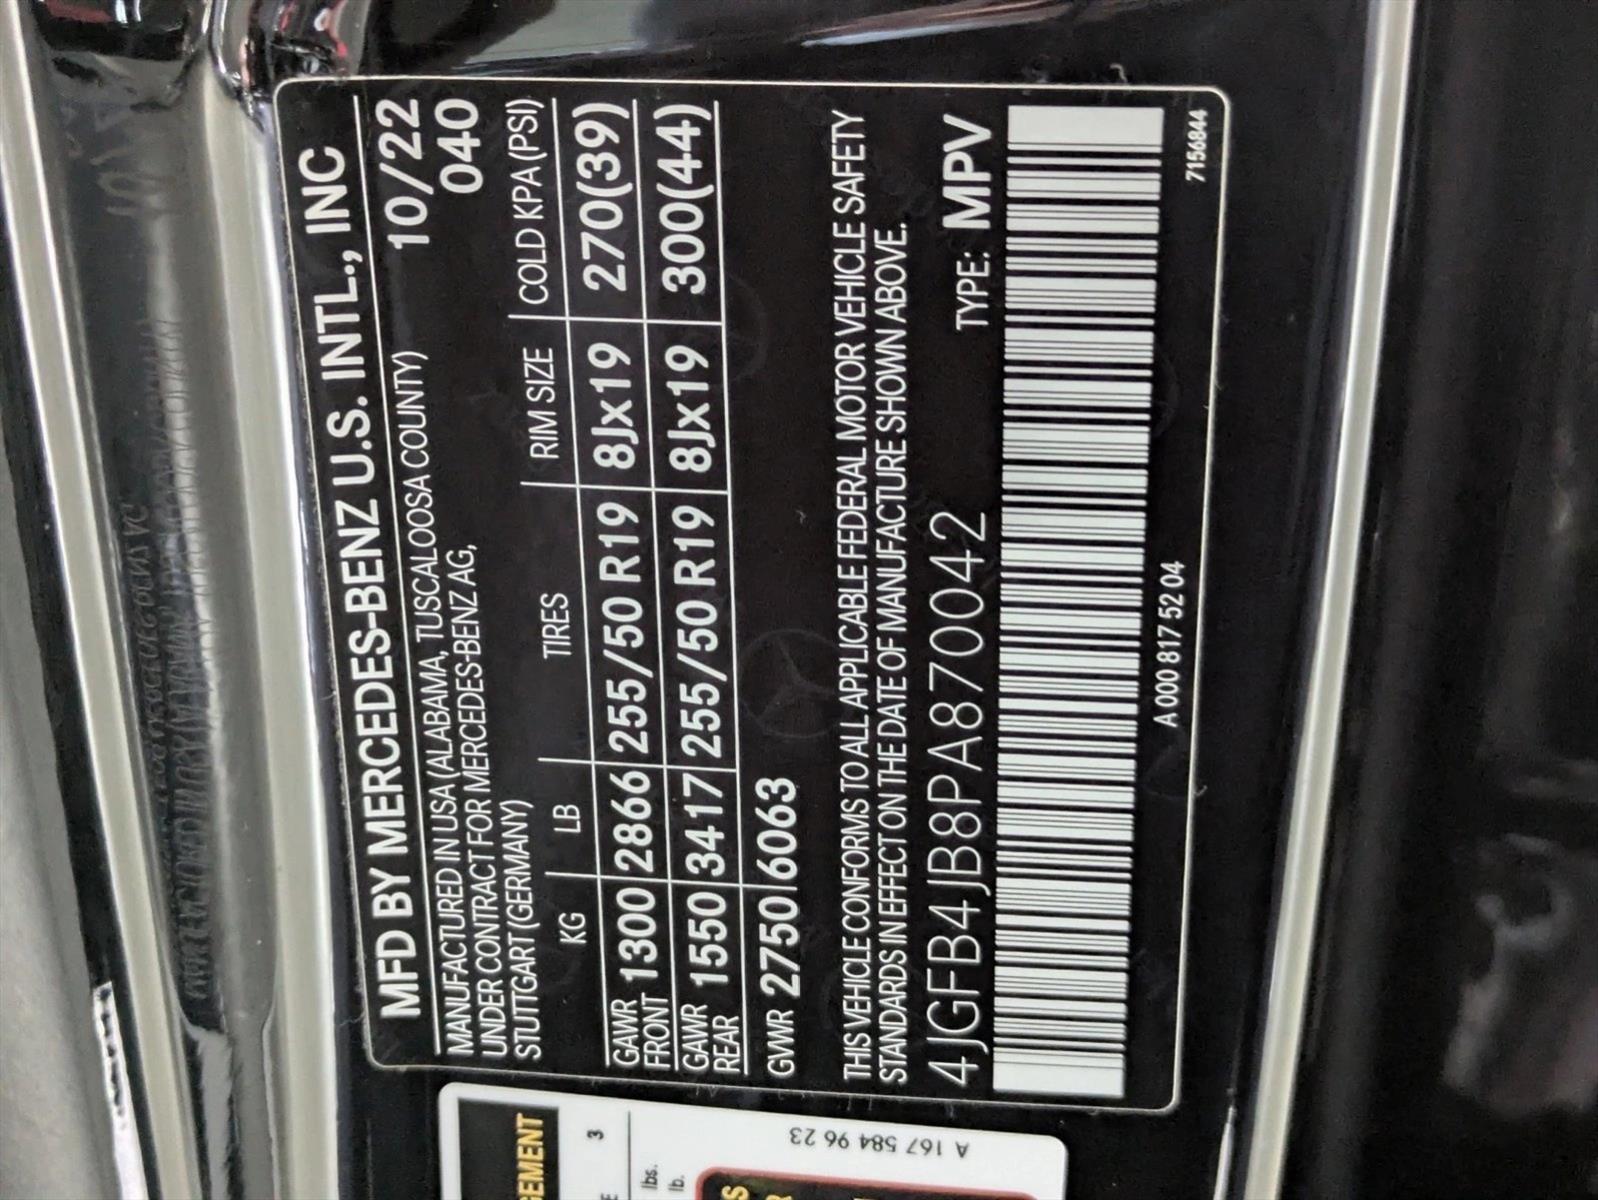 MFD BY MERCEDES-BENZ U.S. INTL., INC
MANUFACTURED IN USA (ALABAMA, TUSCALOOSA COUNTY) 10/22
UNDER CONTRACT FOR MERCEDES-BENZ AG, 040
STUTTGART (GERMANY)
KG LB TIRES RIM SIZE COLD KPA (PSI)
GAWR FRONT 1300 2866 255/50 R19 8Jx19 270(39)
GAWR REAR 1550 3417 255/50 R19 8Jx19 300(44)
GVWR 2750 6063
THIS VEHICLE CONFORMS TO ALL APPLICABLE FEDERAL MOTOR VEHICLE SAFETY
STANDARDS IN EFFECT ON THE DATE OF MANUFACTURE SHOWN ABOVE.
4JGFB4JB8PA870042 TYPE: MPV
A 000 817 52 04 7156844
GEMENT
3
lbs.
lb.
A 167 584 96 23